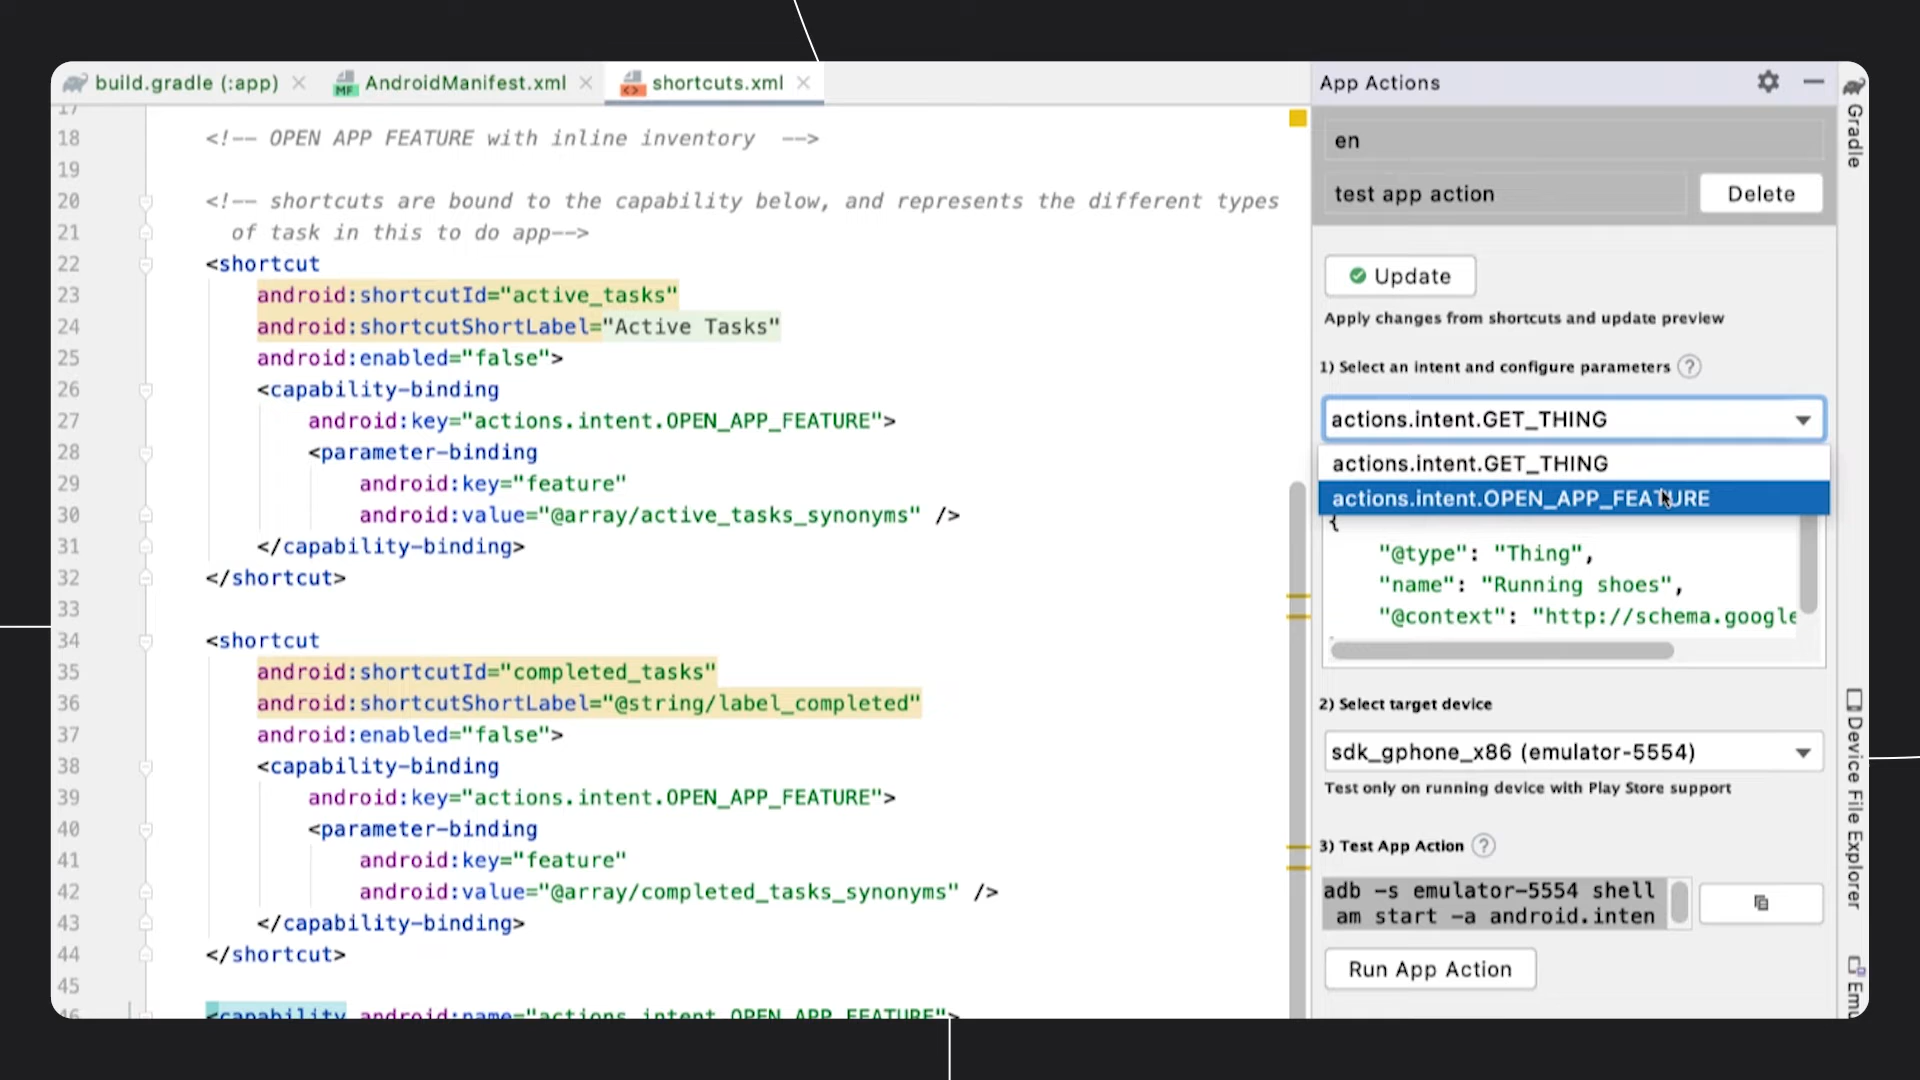 build.gradle (:app)
AndroidManifest.xml
shortcuts.xml
17
18 <!-- OPEN APP FEATURE with inline inventory -->
19
20 <!-- shortcuts are bound to the capability below, and represents the different types
21 of task in this to do app-->
22 <shortcut
23 android:shortcutId="active_tasks"
24 android:shortcutShortLabel="Active Tasks"
25 android:enabled="false">
26 <capability-binding
27 android:key="actions.intent.OPEN_APP_FEATURE">
28 <parameter-binding
29 android:key="feature"
30 android:value="@array/active_tasks_synonyms" />
31 </capability-binding>
32 </shortcut>
33
34 <shortcut
35 android:shortcutId="completed_tasks"
36 android:shortcutShortLabel="@string/label_completed"
37 android:enabled="false">
38 <capability-binding
39 android:key="actions.intent.OPEN_APP_FEATURE">
40 <parameter-binding
41 android:key="feature"
42 android:value="@array/completed_tasks_synonyms" />
43 </capability-binding>
44 </shortcut>
45
46 <capability android:name="actions.intent.OPEN_APP_FEATURE">
App Actions
en
test app action
Delete
Update
Apply changes from shortcuts and update preview
1) Select an intent and configure parameters ?
actions.intent.GET_THING
actions.intent.GET_THING
actions.intent.OPEN_APP_FEATURE
{
"@type": "Thing",
"name": "Running shoes",
"@context": "http://schema.google
2) Select target device
sdk_gphone_x86 (emulator-5554)
Test only on running device with Play Store support
3) Test App Action ?
adb -s emulator-5554 shell
am start -a android.inten
Run App Action
Gradle
Device File Explorer
Emu